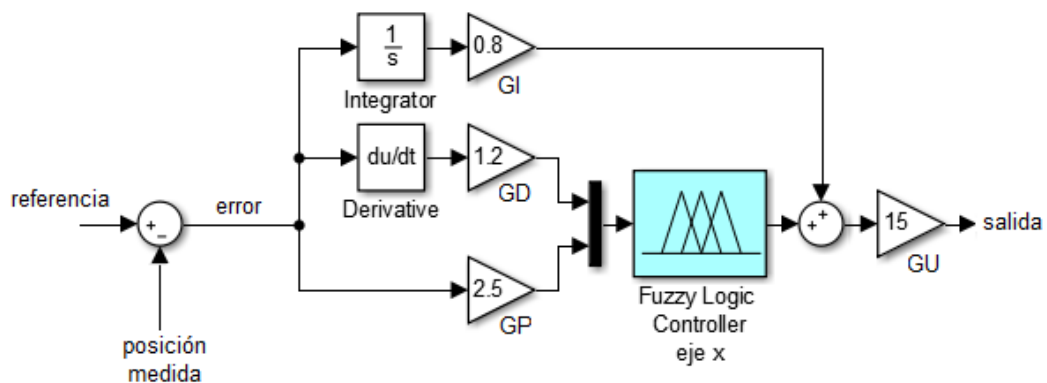 1
s
0.8
GI
Integrator
du/dt
1.2
GD
Derivative
referencia
+
−
error
posición
medida
2.5
GP
Fuzzy Logic
Controller
eje x
+
+
15
GU
salida